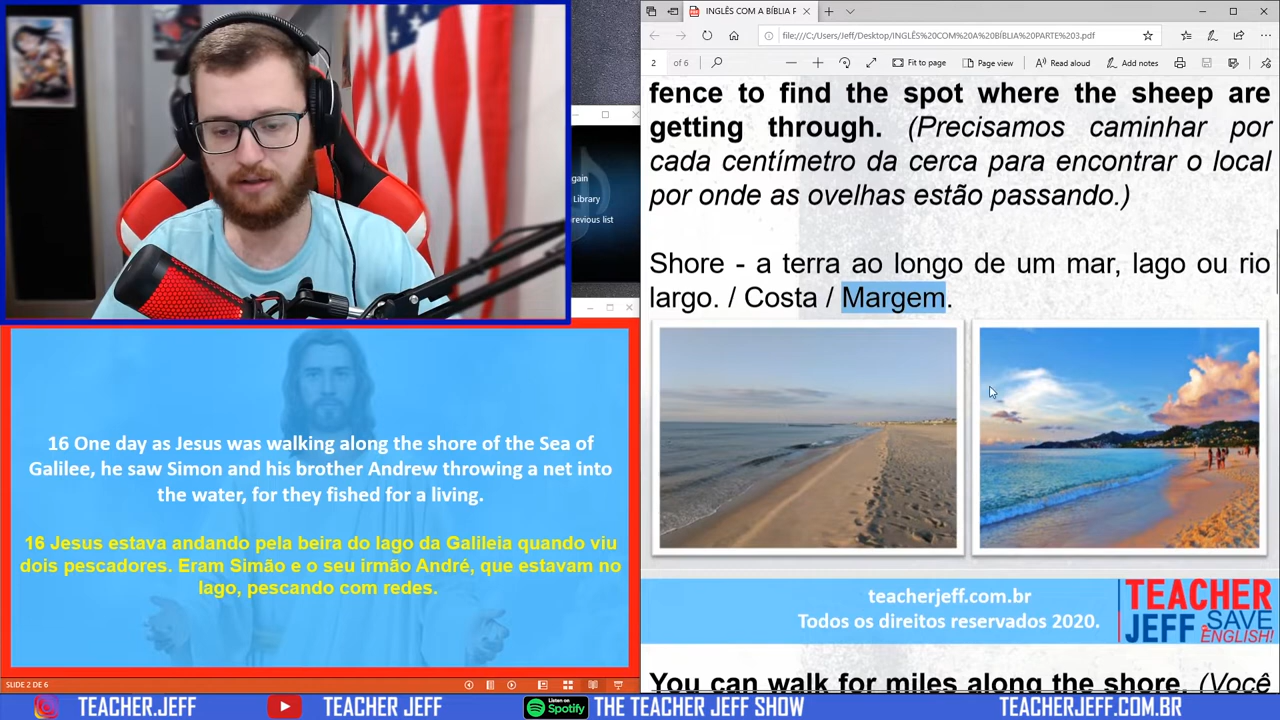 INGLÊS COM A BÍBLIA P
file:///C:/Users/Jeff/Desktop/INGLÊS%20COM%20A%20BÍBLIA%20PARTE%203.pdf
2 of 6
Fit to page
Page view
Read aloud
Add notes
fence to find the spot where the sheep are
getting through. (Precisamos caminhar por
cada centímetro da cerca para encontrar o local
por onde as ovelhas estão passando.)
Shore - a terra ao longo de um mar, lago ou rio
largo. / Costa / Margem.
teacherjeff.com.br
Todos os direitos reservados 2020.
TEACHER
JEFF SAVE
ENGLISH!
You can walk for miles along the shore. (Você
gain
Library
revious list
16 One day as Jesus was walking along the shore of the Sea of
Galilee, he saw Simon and his brother Andrew throwing a net into
the water, for they fished for a living.
16 Jesus estava andando pela beira do lago da Galileia quando viu
dois pescadores. Eram Simão e o seu irmão André, que estavam no
lago, pescando com redes.
SLIDE 2 DE 6
TEACHER.JEFF
TEACHER JEFF
Listen on
Spotify
THE TEACHER JEFF SHOW
TEACHERJEFF.COM.BR